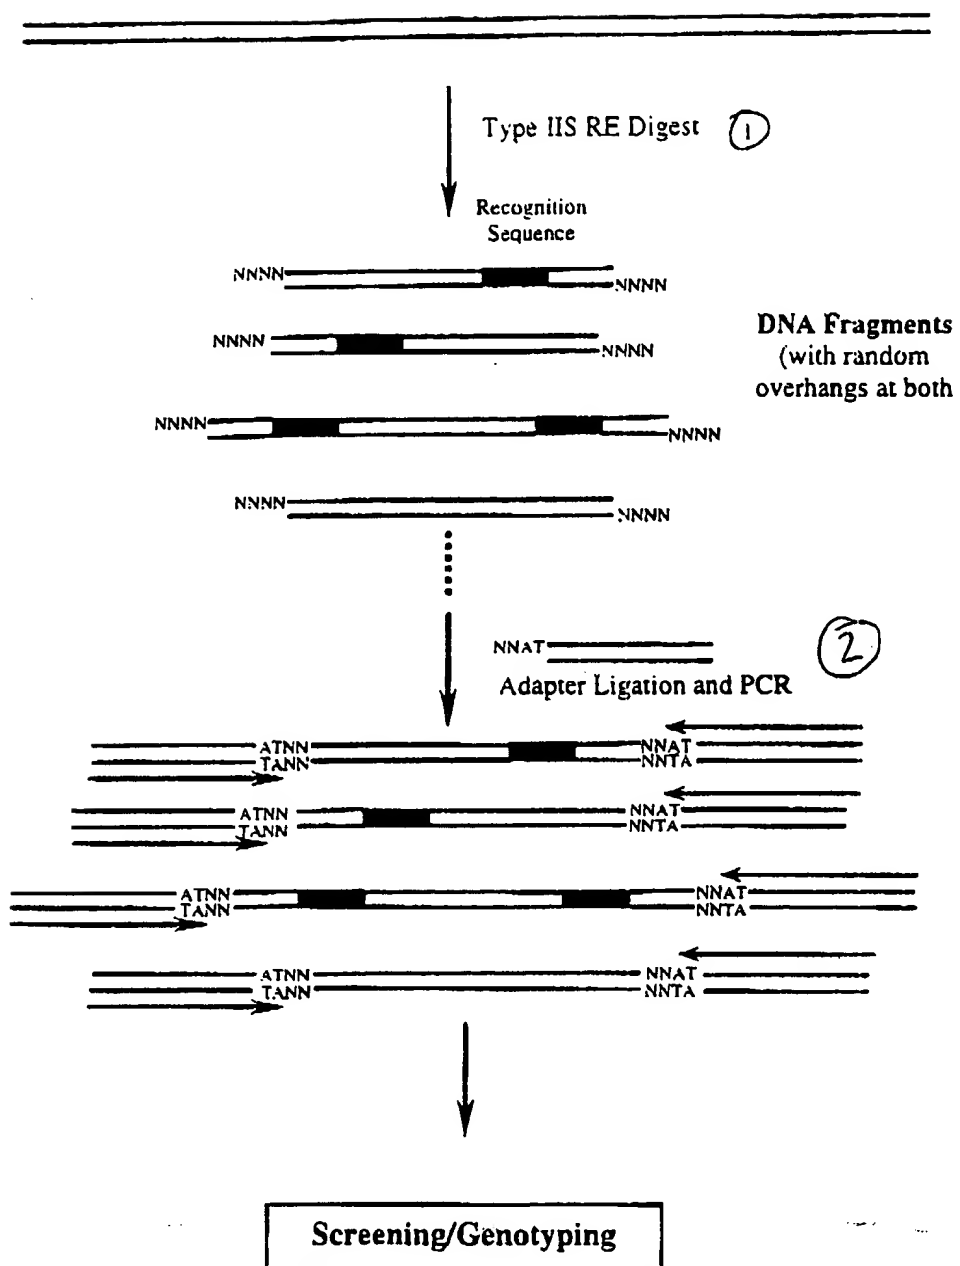 Type IIS RE Digest 1
Recognition
Sequence
NNNN NNNN
NNNN NNNN
DNA Fragments
(with random
overhangs at both
NNNN NNNN
NNNN NNNN
NNAT 2
Adapter Ligation and PCR
ATNN NNAT
TANN NNTA
ATNN NNAT
TANN NNTA
ATNN NNAT
TANN NNTA
ATNN NNAT
TANN NNTA
Screening/Genotyping